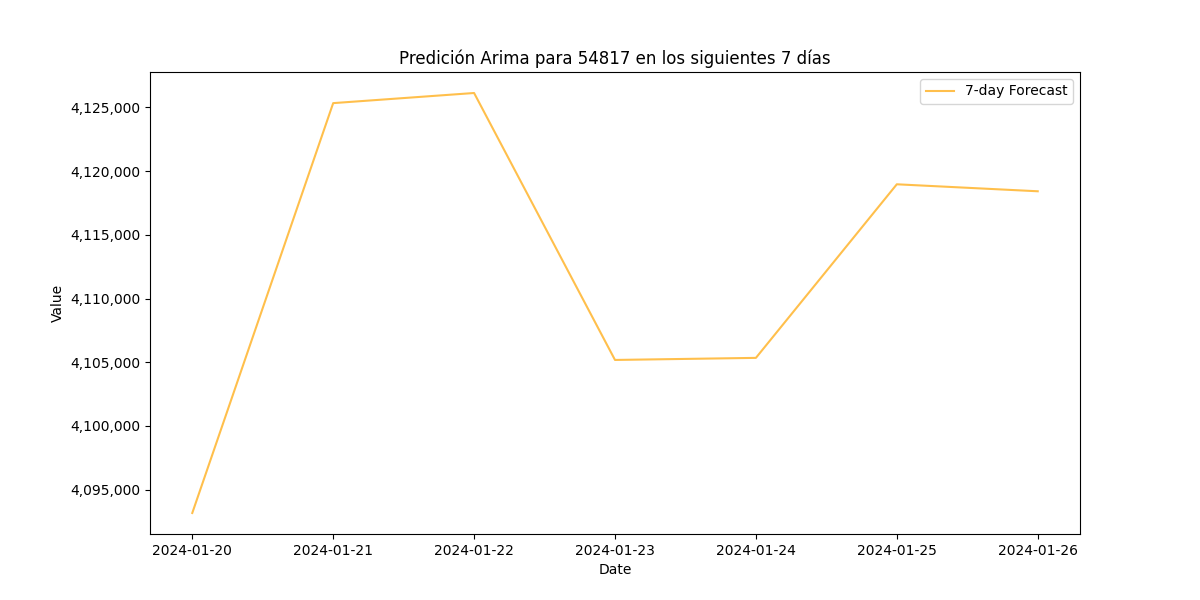 Predición Arima para 54817 en los siguientes 7 días
7-day Forecast
Value
4,125,000
4,120,000
4,115,000
4,110,000
4,105,000
4,100,000
4,095,000
2024-01-20 2024-01-21 2024-01-22 2024-01-23 2024-01-24 2024-01-25 2024-01-26
Date